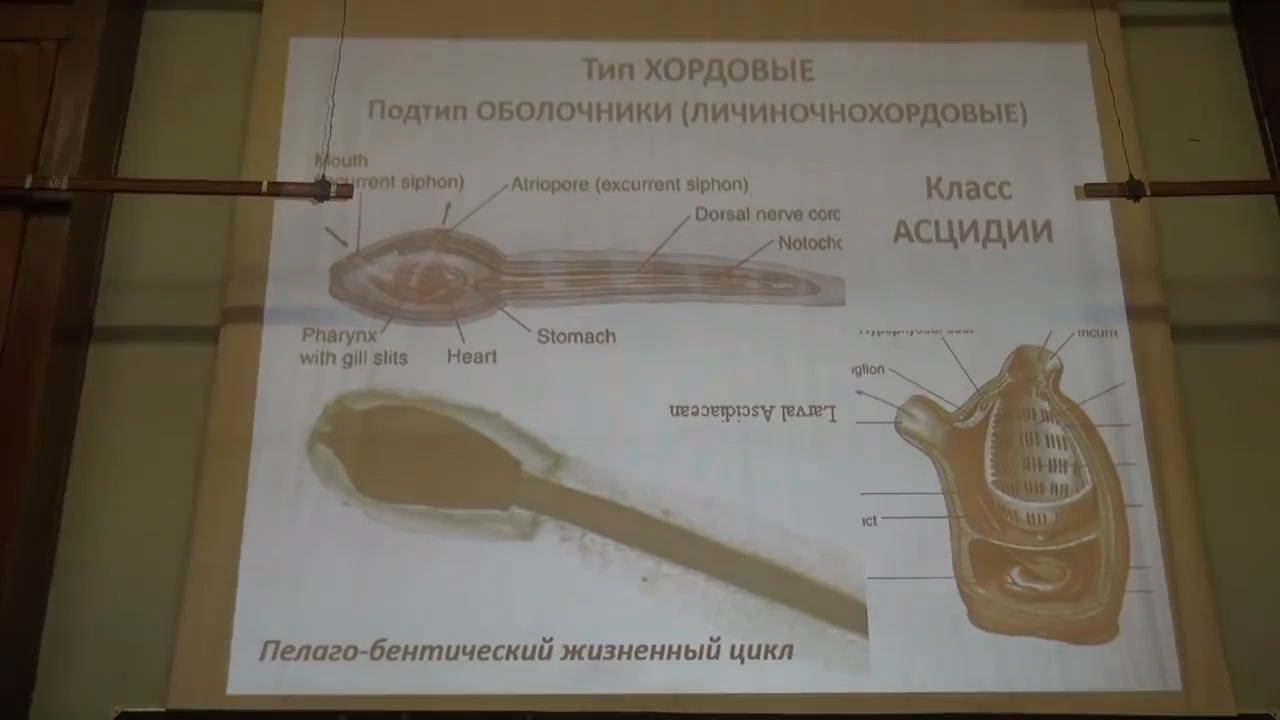 Тип ХОРДОВЫЕ
Подтип ОБОЛОЧНИКИ (ЛИЧИНОЧНОХОРДОВЫЕ)
Mouth
siphon)
Atriopore (excurrent siphon)
Dorsal nerve
Класс
АСЦИДИИ
Pharynx
with gill slits
Heart
Stomach
Larval Ascidiacean
Пелаго-бентический жизненный цикл